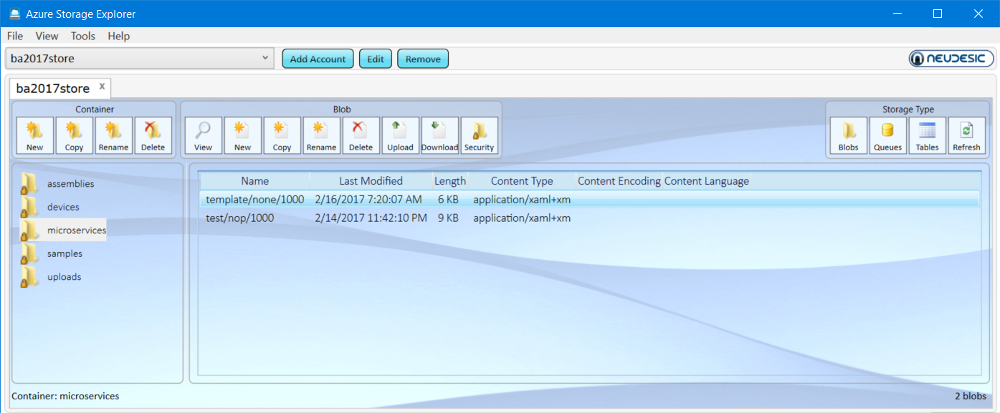 Azure Storage Explorer
File View Tools Help
ba2017store Add Account Edit Remove NEUDESIC
ba2017store x
Container Blob Storage Type
New Copy Rename Delete View New Copy Rename Delete Upload Download Security Blobs Queues Tables Refresh
Name Last Modified Length Content Type Content Encoding Content Language
assemblies
template/none/1000 2/16/2017 7:20:07 AM 6 KB application/xaml+xm
devices
test/nop/1000 2/14/2017 11:42:10 PM 9 KB application/xaml+xm
microservices
samples
uploads
Container: microservices 2 blobs